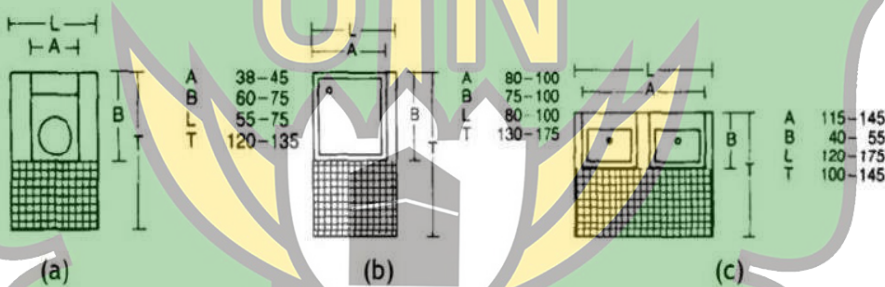 UIN
L
A
B
T
A 38-45
B 60-75
L 55-75
T 120-135
(a)
L
A
B
T
A 80-100
B 75-100
L 80-100
T 130-175
(b)
L
A
B
T
A 115-145
B 40-55
L 120-175
T 100-145
(c)